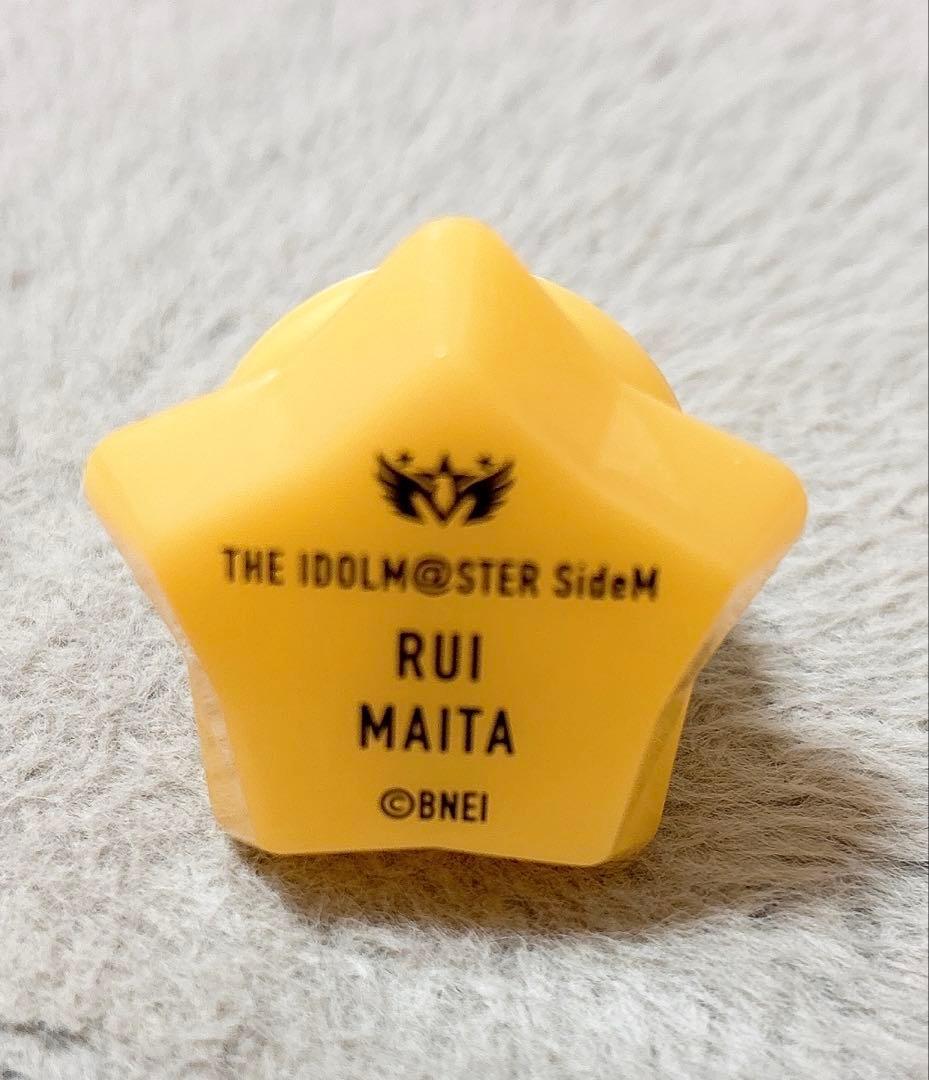 THE IDOLM@STER SideM
RUI
MAITA
©BNEI